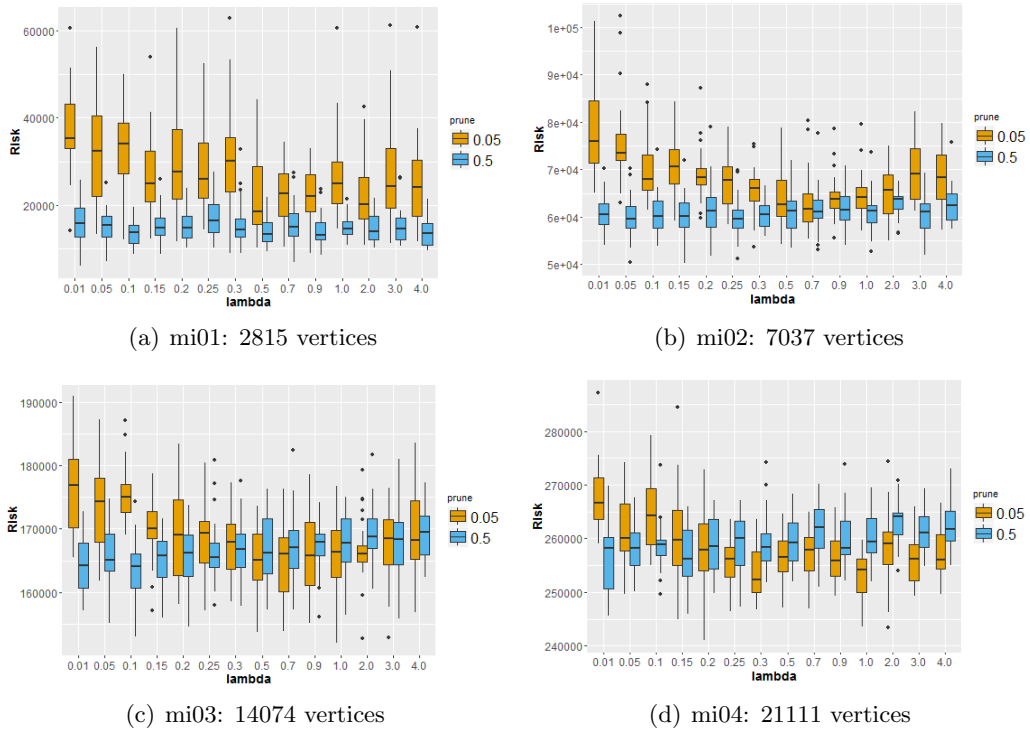 60000
40000
20000
Risk
0.01 0.05 0.1 0.15 0.2 0.25 0.3 0.5 0.7 0.9 1.0 2.0 3.0 4.0
lambda
prune
0.05
0.5
(a) mi01: 2815 vertices
1e+05
9e+04
8e+04
7e+04
6e+04
5e+04
Risk
0.01 0.05 0.1 0.15 0.2 0.25 0.3 0.5 0.7 0.9 1.0 2.0 3.0 4.0
lambda
prune
0.05
0.5
(b) mi02: 7037 vertices
190000
180000
170000
160000
Risk
0.01 0.05 0.1 0.15 0.2 0.25 0.3 0.5 0.7 0.9 1.0 2.0 3.0 4.0
lambda
prune
0.05
0.5
(c) mi03: 14074 vertices
280000
270000
260000
250000
240000
Risk
0.01 0.05 0.1 0.15 0.2 0.25 0.3 0.5 0.7 0.9 1.0 2.0 3.0 4.0
lambda
prune
0.05
0.5
(d) mi04: 21111 vertices